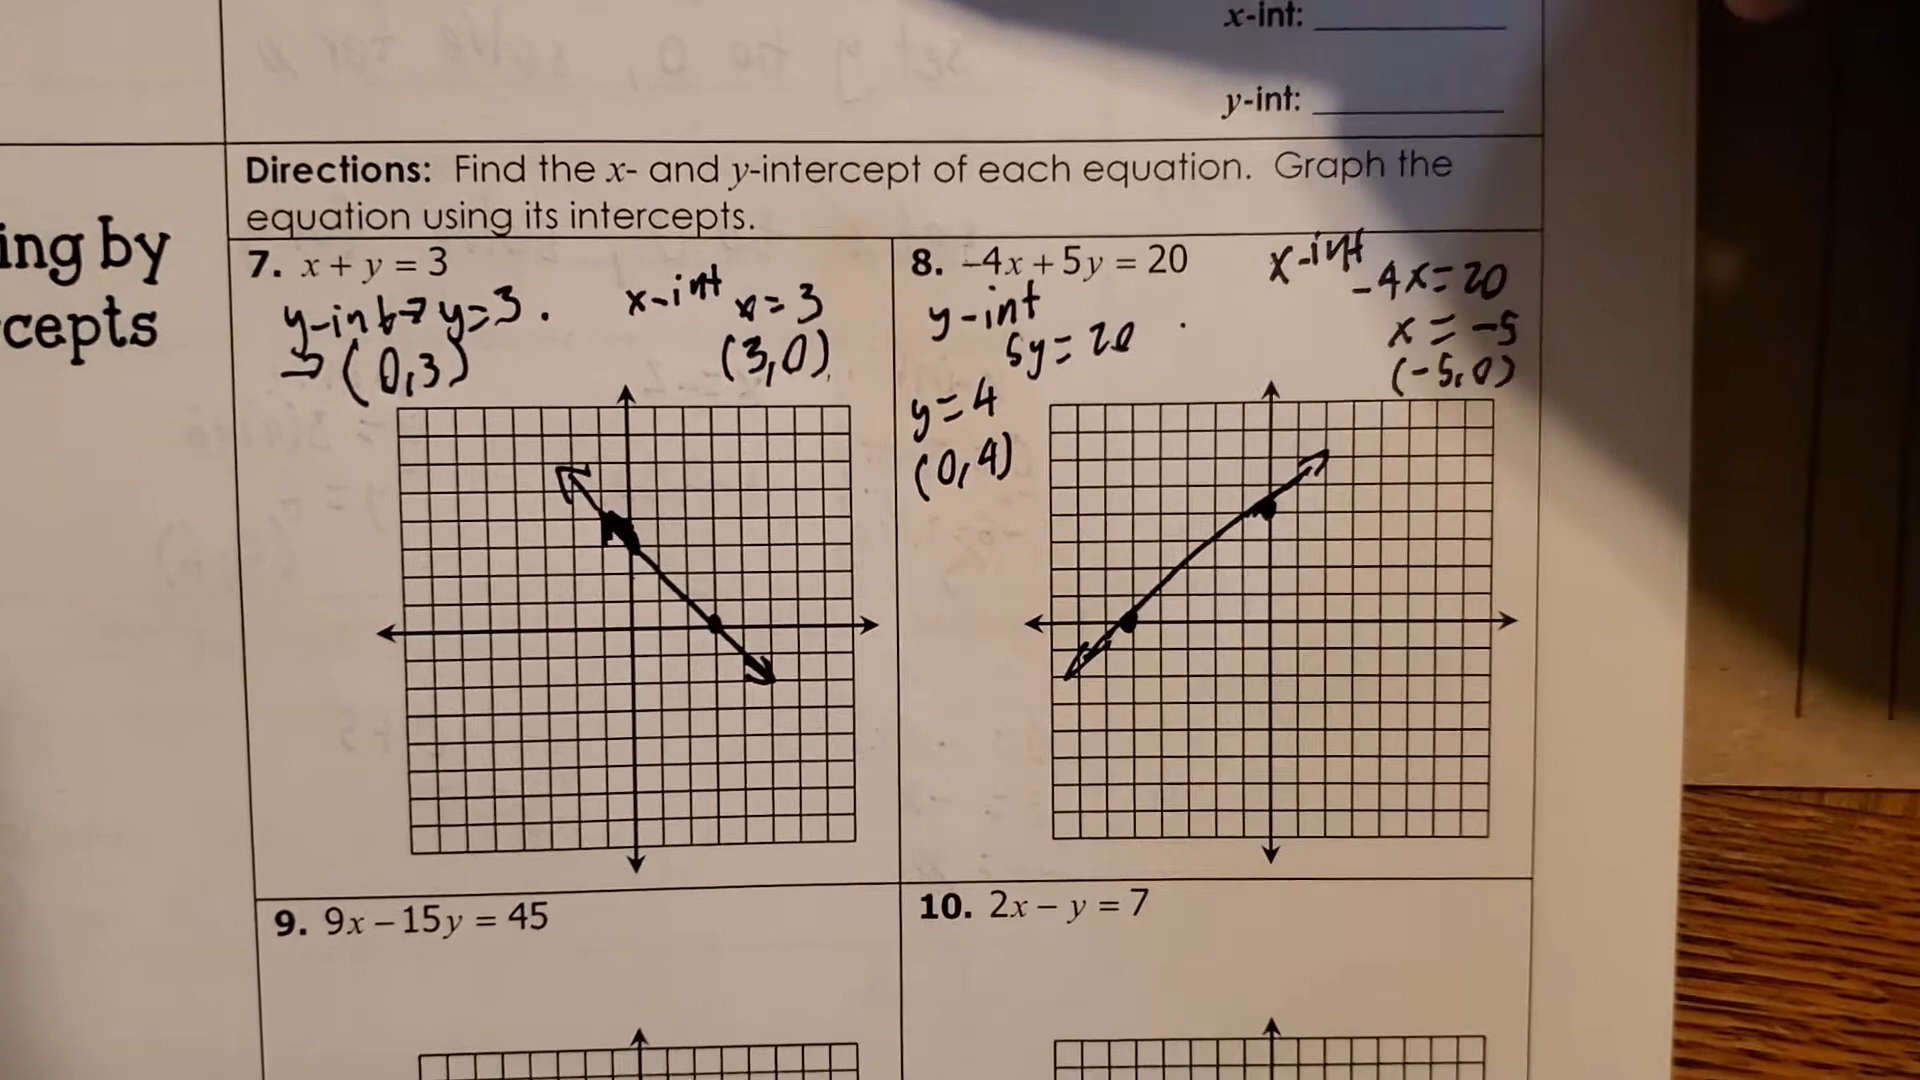 x-int:
y-int:
Directions: Find the x- and y-intercept of each equation. Graph the
equation using its intercepts.
ing by
cepts
7. x + y = 3
y-int → y=3.
→ (0,3)
x-int
x=3
(3,0)
8. -4x + 5y = 20
y-int
5y=20
y=4
(0,4)
x-int
-4x=20
x = -5
(-5,0)
9. 9x – 15y = 45
10. 2x – y = 7